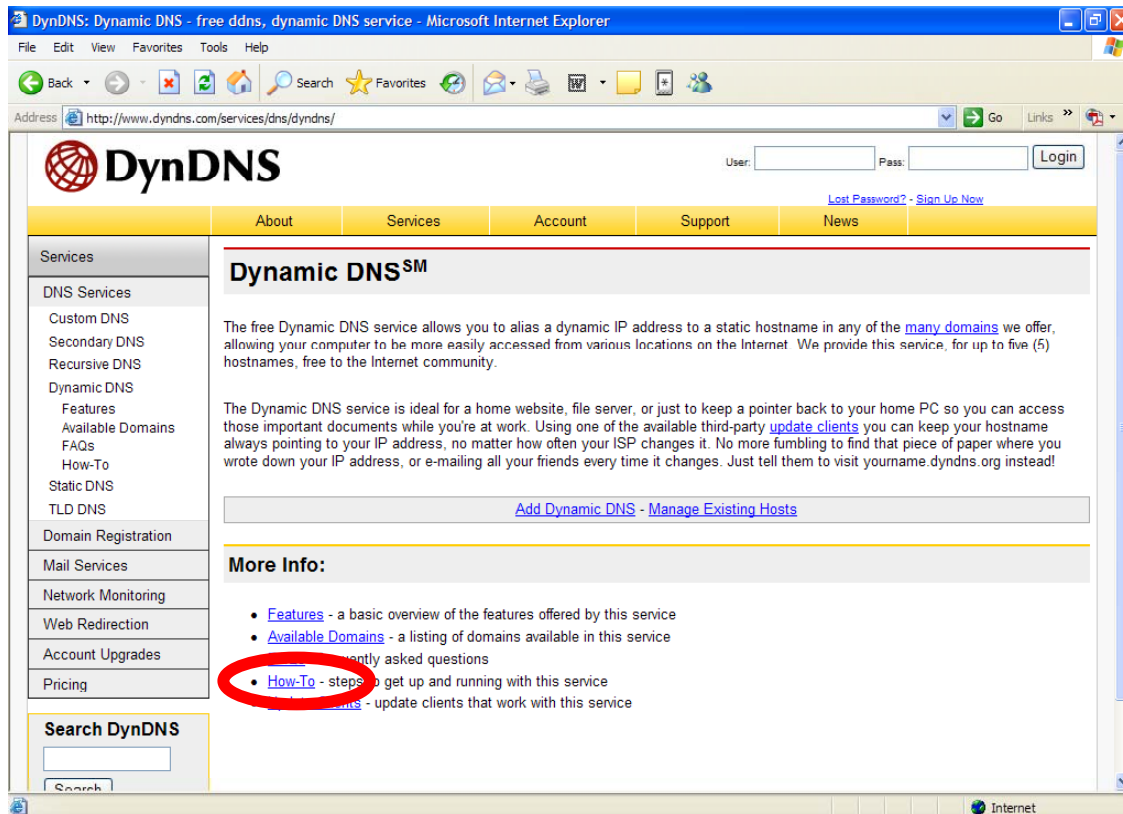 DynDNS: Dynamic DNS - free ddns, dynamic DNS service - Microsoft Internet Explorer
File Edit View Favorites Tools Help
Back Search Favorites
Address http://www.dyndns.com/services/dns/dyndns/ Go Links »
DynDNS
User: Pass: Login
Lost Password? - Sign Up Now
About Services Account Support News
Services
DNS Services
Custom DNS
Secondary DNS
Recursive DNS
Dynamic DNS
Features
Available Domains
FAQs
How-To
Static DNS
TLD DNS
Domain Registration
Mail Services
Network Monitoring
Web Redirection
Account Upgrades
Pricing
Search DynDNS
Search
Dynamic DNSSM
The free Dynamic DNS service allows you to alias a dynamic IP address to a static hostname in any of the many domains we offer,
allowing your computer to be more easily accessed from various locations on the Internet. We provide this service, for up to five (5)
hostnames, free to the Internet community.
The Dynamic DNS service is ideal for a home website, file server, or just to keep a pointer back to your home PC so you can access
those important documents while you're at work. Using one of the available third-party update clients you can keep your hostname
always pointing to your IP address, no matter how often your ISP changes it. No more fumbling to find that piece of paper where you
wrote down your IP address, or e-mailing all your friends every time it changes. Just tell them to visit yourname.dyndns.org instead!
Add Dynamic DNS - Manage Existing Hosts
More Info:
• Features - a basic overview of the features offered by this service
• Available Domains - a listing of domains available in this service
asked questions
• How-To - steps to get up and running with this service
- update clients that work with this service
Internet